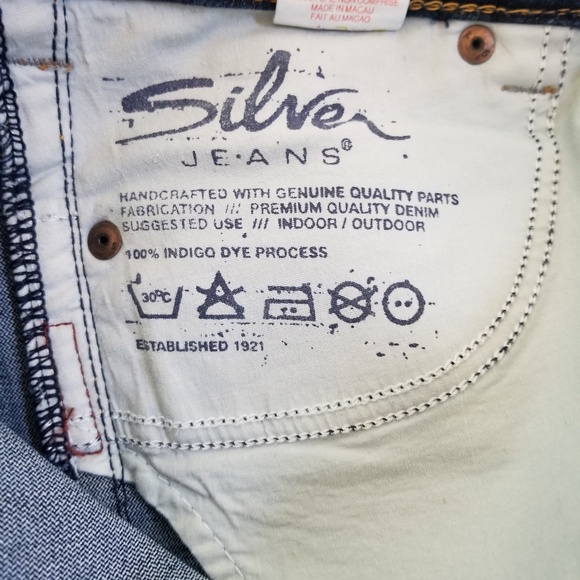 MADE IN MACAU
FAIT AU MACAO
Silver
JEANS®
HANDCRAFTED WITH GENUINE QUALITY PARTS
FABRICATION /// PREMIUM QUALITY DENIM
SUGGESTED USE /// INDOOR / OUTDOOR
100% INDIGO DYE PROCESS
30°C
ESTABLISHED 1921